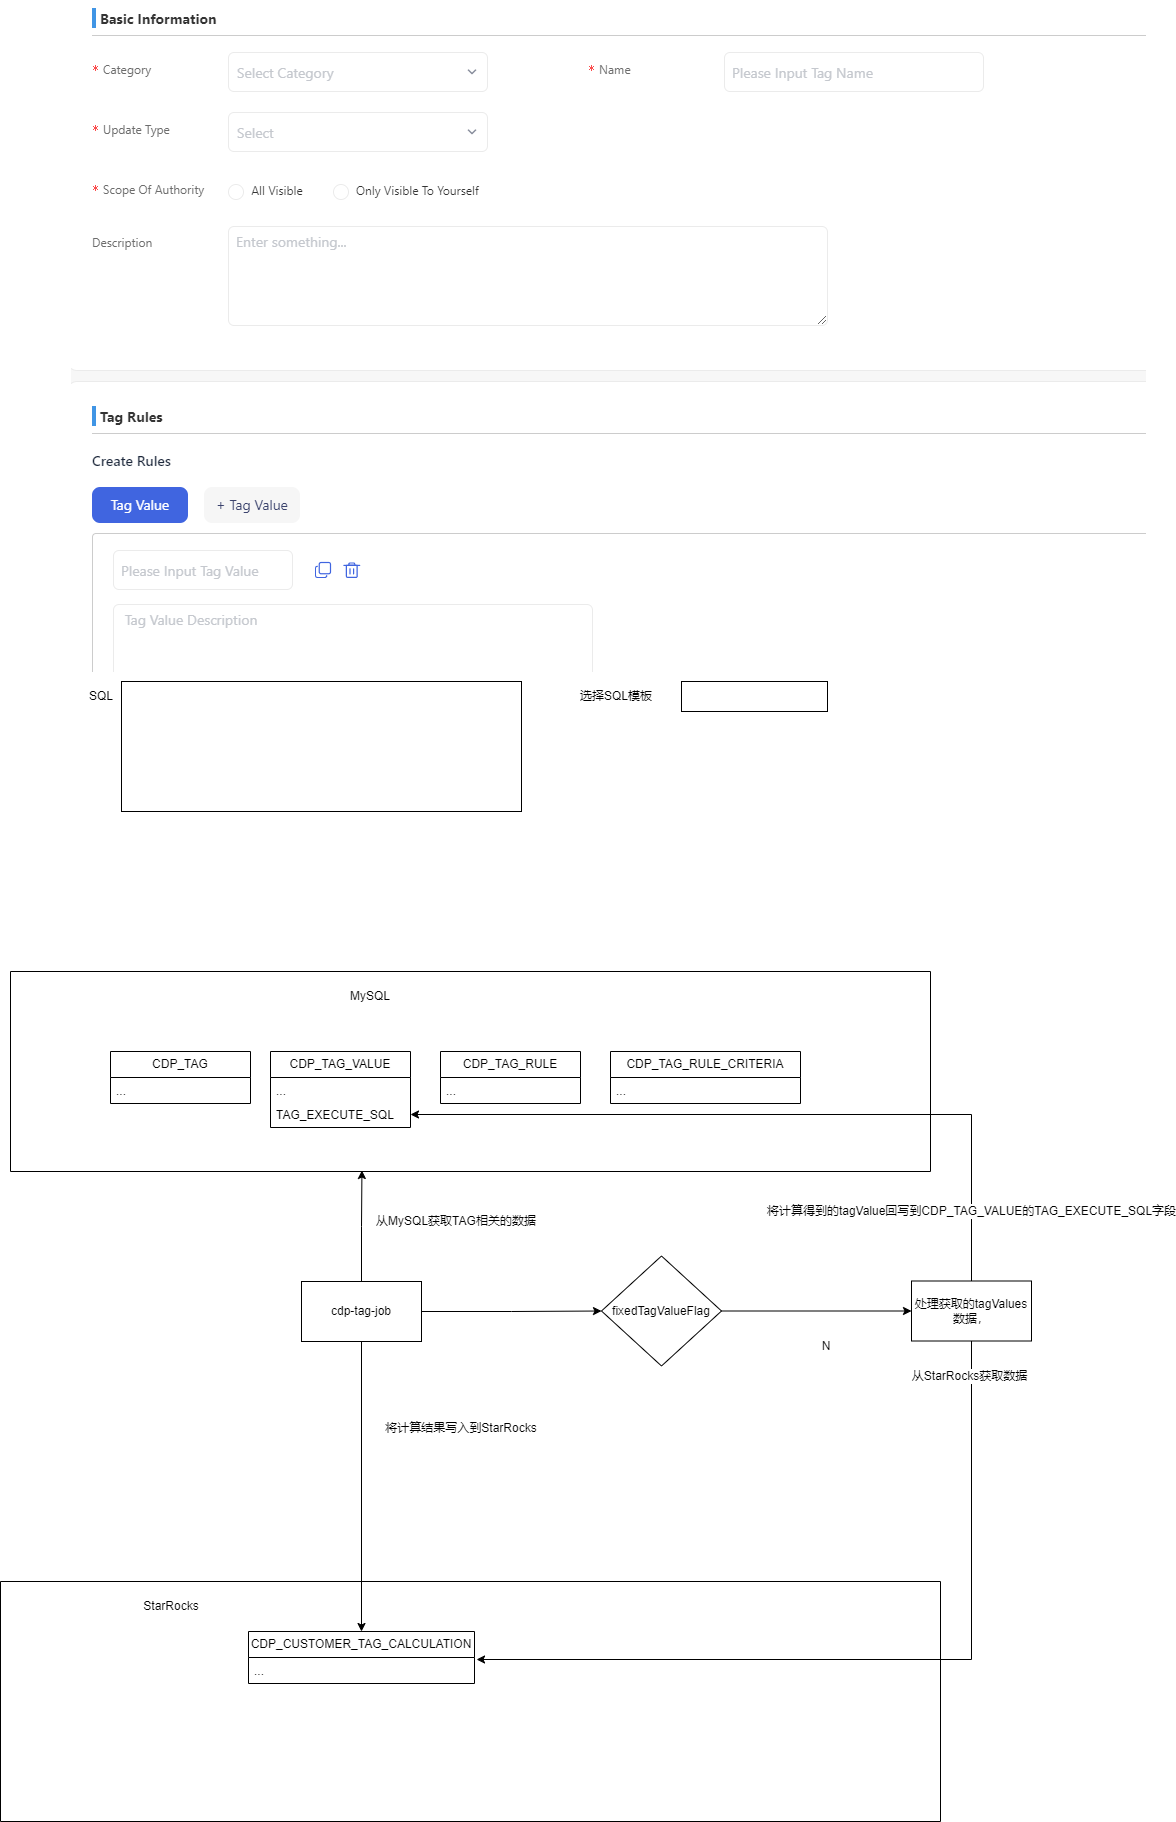 Basic Information
* Category
Select Category
* Name
Please Input Tag Name
* Update Type
Select
* Scope Of Authority
All Visible
Only Visible To Yourself
Description
Enter something...
Tag Rules
Create Rules
Tag Value
+ Tag Value
Please Input Tag Value
Tag Value Description
SQL
选择SQL模板
MySQL
CDP_TAG
...
CDP_TAG_VALUE
...
TAG_EXECUTE_SQL
CDP_TAG_RULE
...
CDP_TAG_RULE_CRITERIA
...
从MySQL获取TAG相关的数据
将计算得到的tagValue回写到CDP_TAG_VALUE的TAG_EXECUTE_SQL字段
cdp-tag-job
fixedTagValueFlag
N
处理获取的tagValues
数据，
从StarRocks获取数据
将计算结果写入到StarRocks
StarRocks
CDP_CUSTOMER_TAG_CALCULATION
...